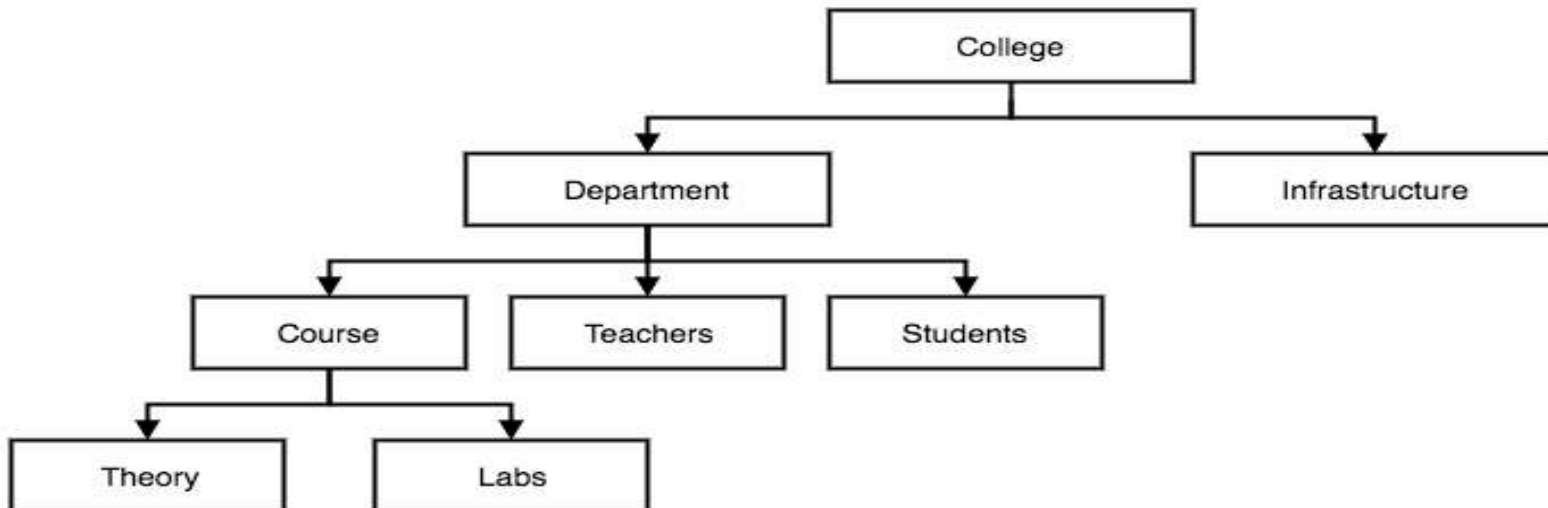 College
Department
Infrastructure
Course
Teachers
Students
Theory
Labs